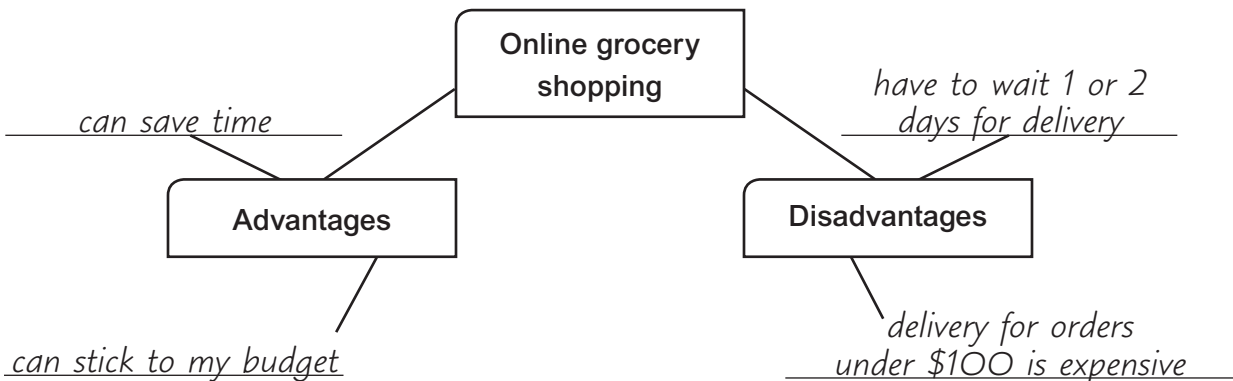 Online grocery
shopping
can save time
have to wait 1 or 2
days for delivery
Advantages
Disadvantages
can stick to my budget
delivery for orders
under $100 is expensive